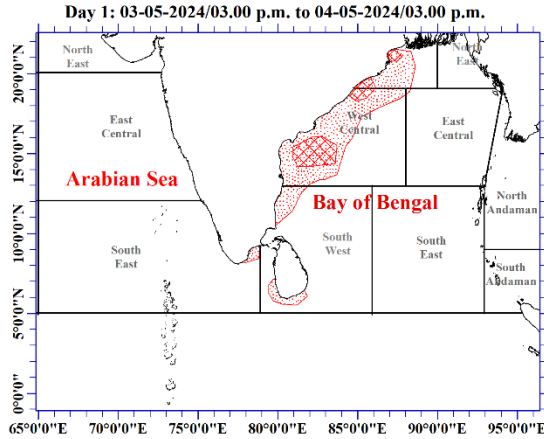 Day 1: 03-05-2024/03.00 p.m. to 04-05-2024/03.00 p.m.
North
East
North
East
20°0'0"N
East
Central
West
Central
East
Central
15°0'0"N
Arabian Sea
Bay of Bengal
North
Andaman
10°0'0"N
South
East
South
West
South
East
South
Andaman
5°0'0"N
0°0'0"
65°0'0"E 70°0'0"E 75°0'0"E 80°0'0"E 85°0'0"E 90°0'0"E 95°0'0"E